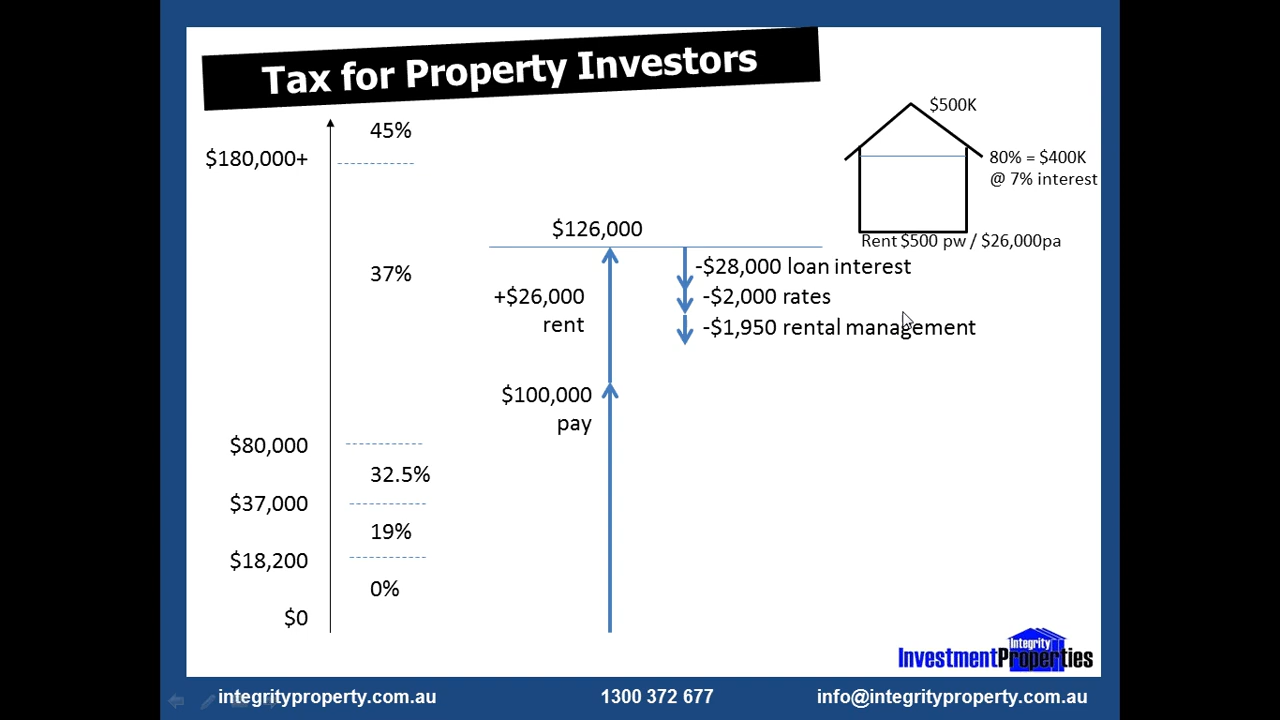 Tax for Property Investors
45%
$180,000+
37%
$80,000
32.5%
$37,000
19%
$18,200
0%
$0
$126,000
+$26,000
rent
$100,000
pay
-$28,000 loan interest
-$2,000 rates
-$1,950 rental management
$500K
80% = $400K
@ 7% interest
Rent $500 pw / $26,000pa
Integrity
InvestmentProperties
integrityproperty.com.au
1300 372 677
info@integrityproperty.com.au